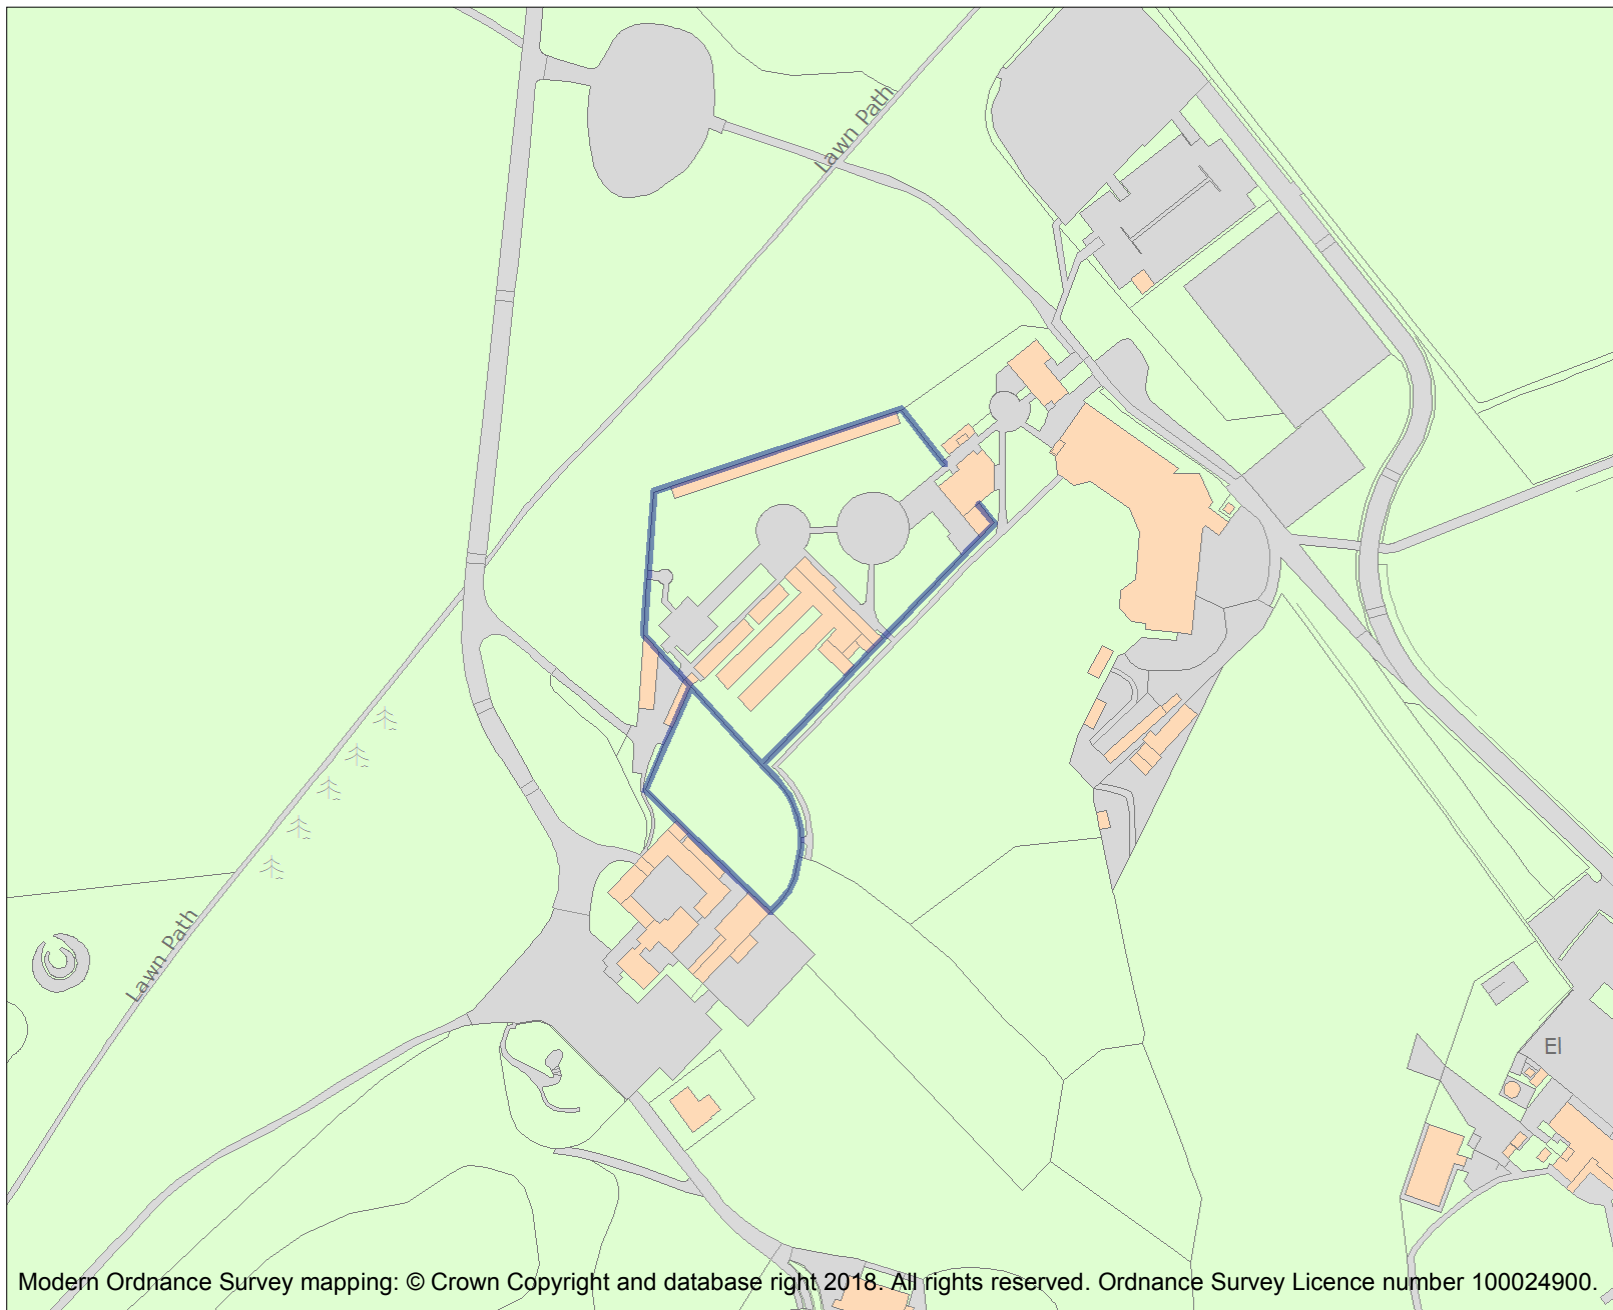 Lawn Path
Lawn Path
El
Modern Ordnance Survey mapping: © Crown Copyright and database right 2018. All rights reserved. Ordnance Survey Licence number 100024900.